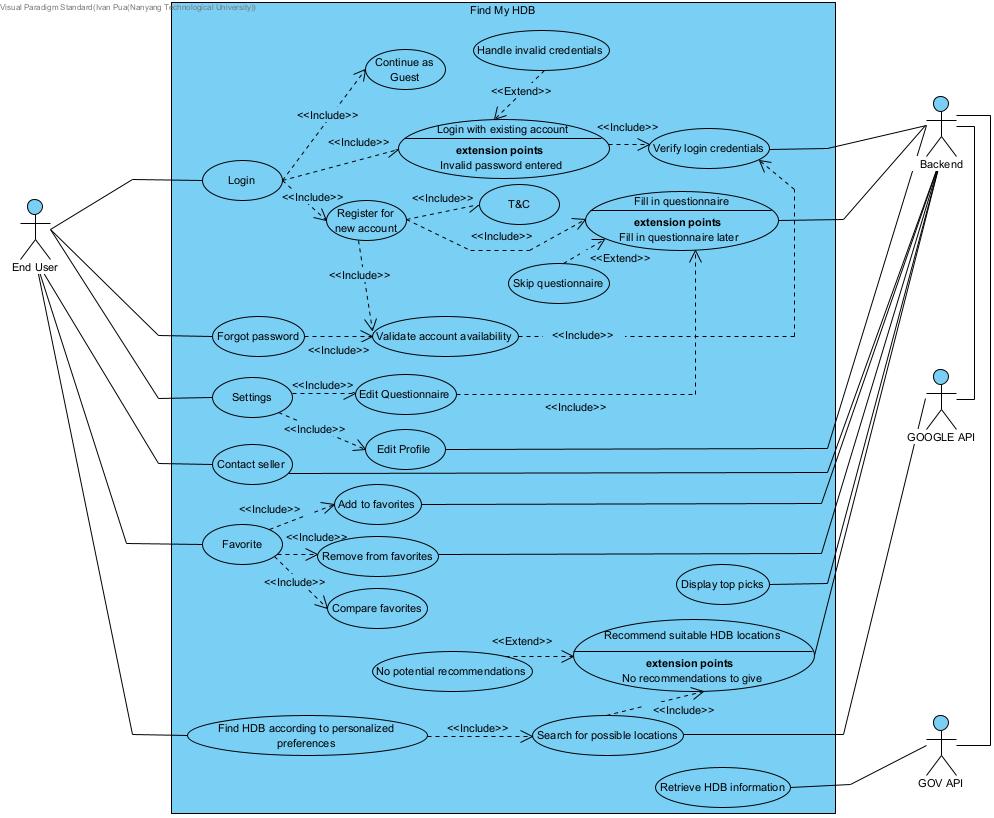 Visual Paradigm Standard(Ivan Pua(Nanyang Technological University))
Find My HDB
Handle invalid credentials
Continue as
Guest
<<Extend>>
<<Include>>
Login with existing account
extension points
Invalid password entered
<<Include>>
<<Include>>
Verify login credentials
Backend
Login
<<Include>>
Register for
new account
<<Include>>
T&C
<<Include>>
Fill in questionnaire
extension points
Fill in questionnaire later
<<Extend>>
Skip questionnaire
End User
<<Include>>
Forgot password
<<Include>>
Validate account availability
<<Include>>
Settings
<<Include>>
Edit Questionnaire
<<Include>>
<<Include>>
Edit Profile
GOOGLE API
Contact seller
Favorite
<<Include>>
Add to favorites
<<Include>>
Remove from favorites
<<Include>>
Compare favorites
Display top picks
<<Extend>>
No potential recommendations
Recommend suitable HDB locations
extension points
No recommendations to give
<<Include>>
Find HDB according to personalized
preferences
<<Include>>
Search for possible locations
Retrieve HDB information
GOV API